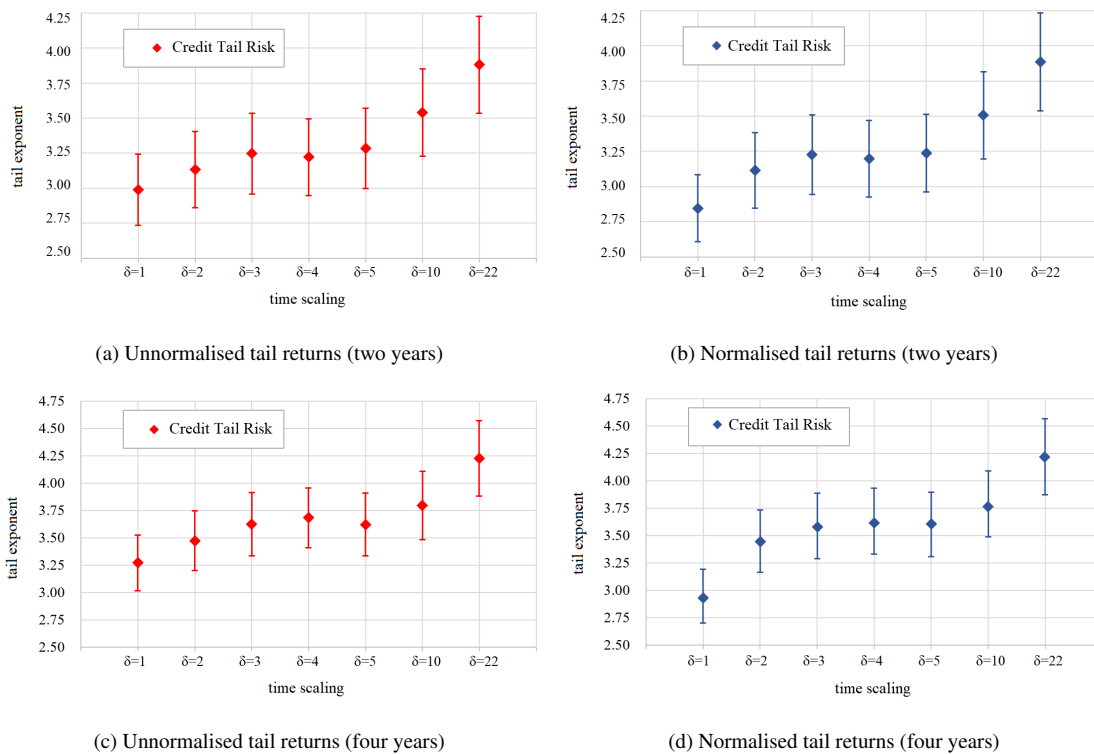 4.25
4.00
3.75
3.50
3.25
3.00
2.75
2.50
tail exponent
Credit Tail Risk
δ=1 δ=2 δ=3 δ=4 δ=5 δ=10 δ=22
time scaling
(a) Unnormalised tail returns (two years)
4.25
4.00
3.75
3.50
3.25
3.00
2.75
2.50
tail exponent
Credit Tail Risk
δ=1 δ=2 δ=3 δ=4 δ=5 δ=10 δ=22
time scaling
(b) Normalised tail returns (two years)
4.75
4.50
4.25
4.00
3.75
3.50
3.25
3.00
2.75
2.50
tail exponent
Credit Tail Risk
δ=1 δ=2 δ=3 δ=4 δ=5 δ=10 δ=22
time scaling
(c) Unnormalised tail returns (four years)
4.75
4.50
4.25
4.00
3.75
3.50
3.25
3.00
2.75
2.50
tail exponent
Credit Tail Risk
δ=1 δ=2 δ=3 δ=4 δ=5 δ=10 δ=22
time scaling
(d) Normalised tail returns (four years)